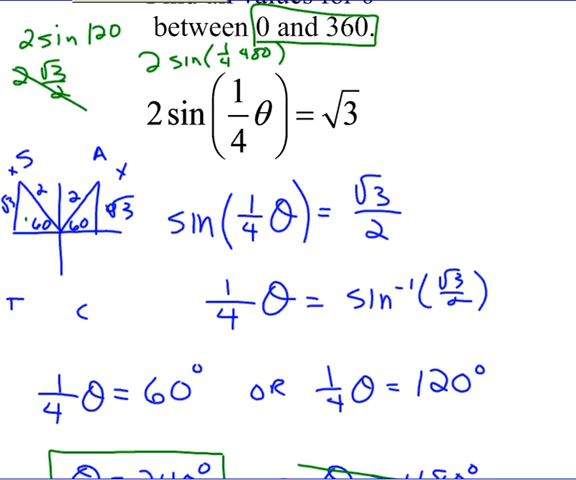 between 0 and 360.
2 sin 120
2 √3/2
2 sin(1/4 480)
2 sin(1/4 θ) = √3
S A
√3 2 2 √3
60 60
T C
sin(1/4 θ) = √3/2
1/4 θ = sin⁻¹(√3/2)
1/4 θ = 60° OR 1/4 θ = 120°